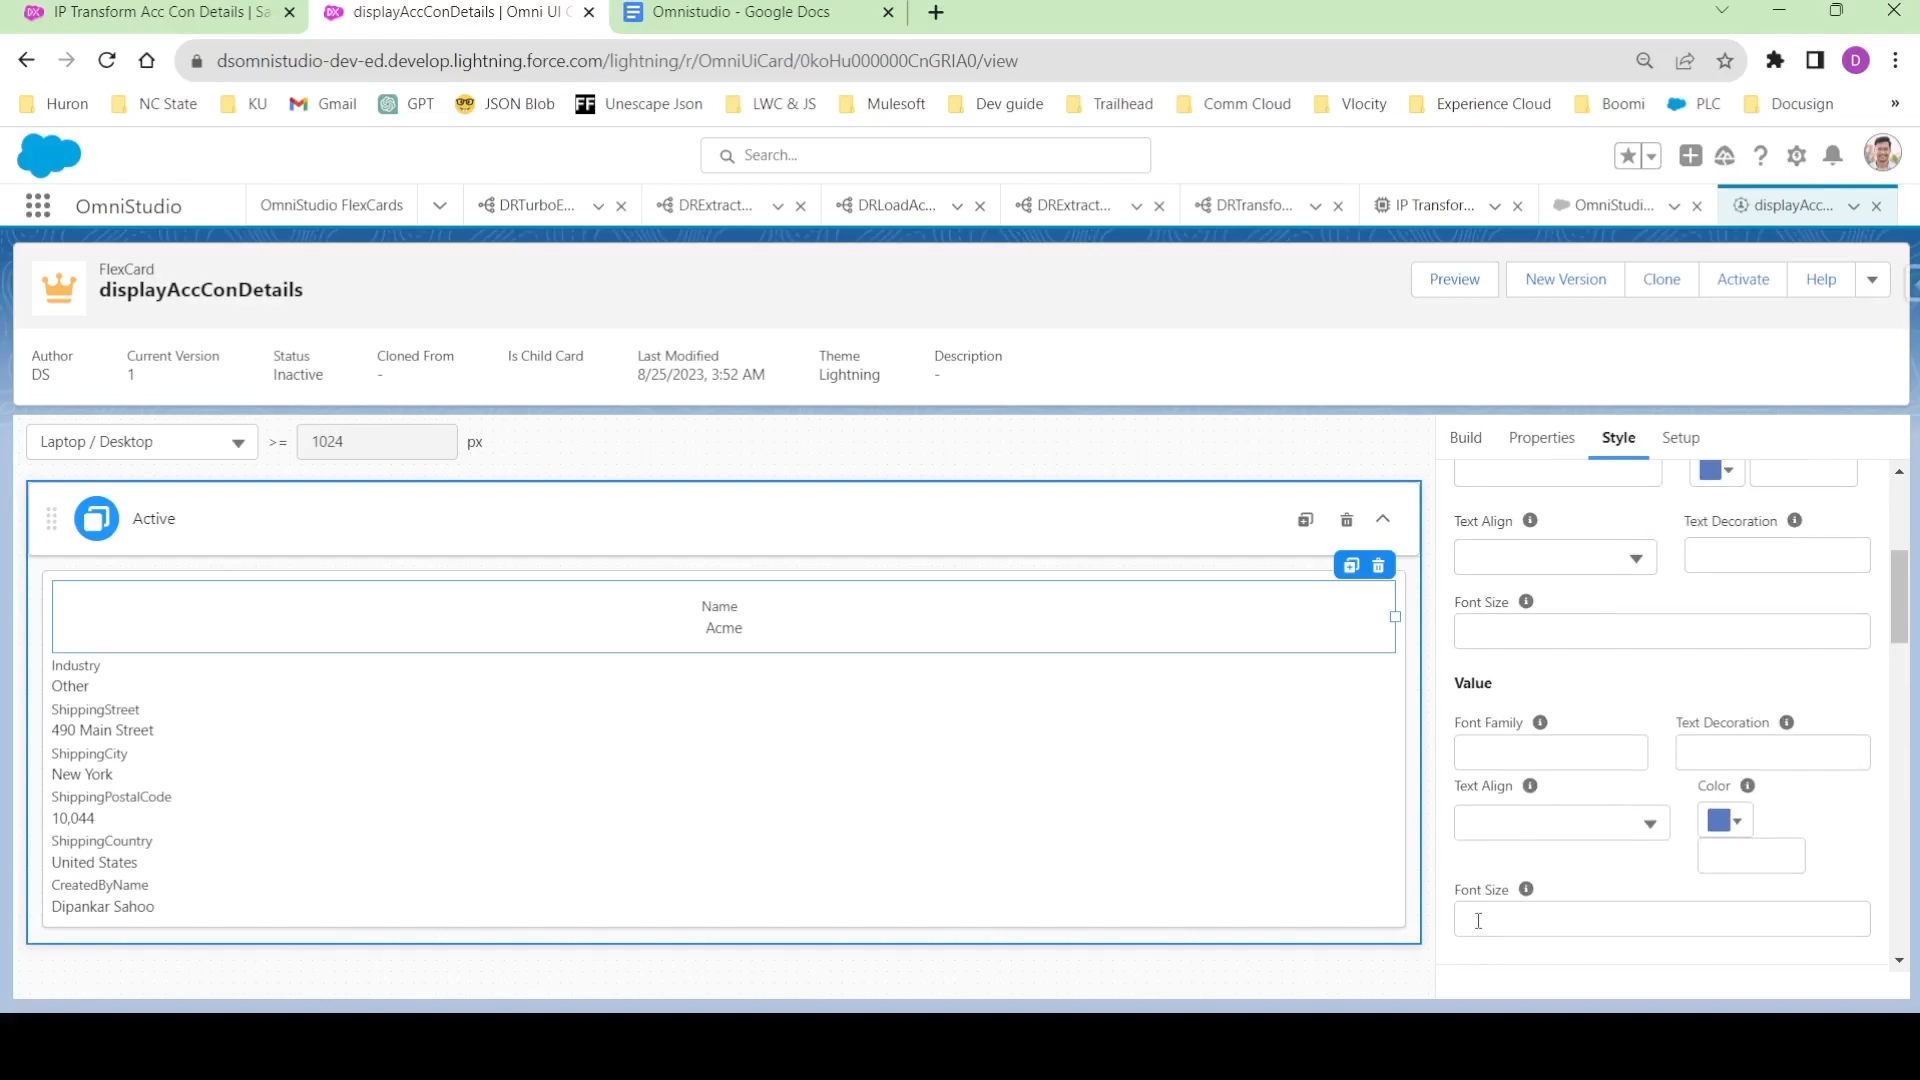 IP Transform Acc Con Details | Sa
displayAccConDetails | Omni UI C
Omnistudio - Google Docs
dsomnistudio-dev-ed.develop.lightning.force.com/lightning/r/OmniUiCard/0koHu000000CnGRIA0/view
D
Huron
NC State
KU
Gmail
GPT
JSON Blob
FF
Unescape Json
LWC & JS
Mulesoft
Dev guide
Trailhead
Comm Cloud
Vlocity
Experience Cloud
Boomi
PLC
Docusign
»
Search...
OmniStudio
OmniStudio FlexCards
DRTurboE...
DRExtract...
DRLoadAc...
DRExtract...
DRTransfo...
IP Transfor...
OmniStudi...
displayAcc...
FlexCard
displayAccConDetails
Preview
New Version
Clone
Activate
Help
Author
DS
Current Version
1
Status
Inactive
Cloned From
-
Is Child Card
Last Modified
8/25/2023, 3:52 AM
Theme
Lightning
Description
-
Laptop / Desktop
>=
1024
px
Active
Name
Acme
Industry
Other
ShippingStreet
490 Main Street
ShippingCity
New York
ShippingPostalCode
10,044
ShippingCountry
United States
CreatedByName
Dipankar Sahoo
Build
Properties
Style
Setup
Text Align
Text Decoration
Font Size
Value
Font Family
Text Decoration
Text Align
Color
Font Size